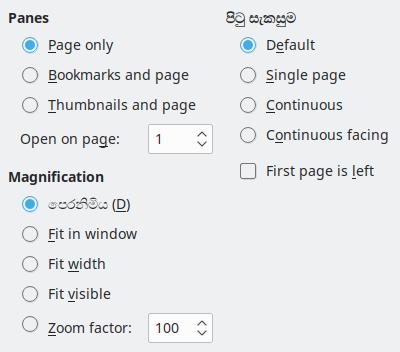 Panes
Page only
Bookmarks and page
Thumbnails and page
Open on page:
1
Magnification
පෙරනිමිය (D)
Fit in window
Fit width
Fit visible
Zoom factor:
100
පිටු සැකසුම
Default
Single page
Continuous
Continuous facing
First page is left